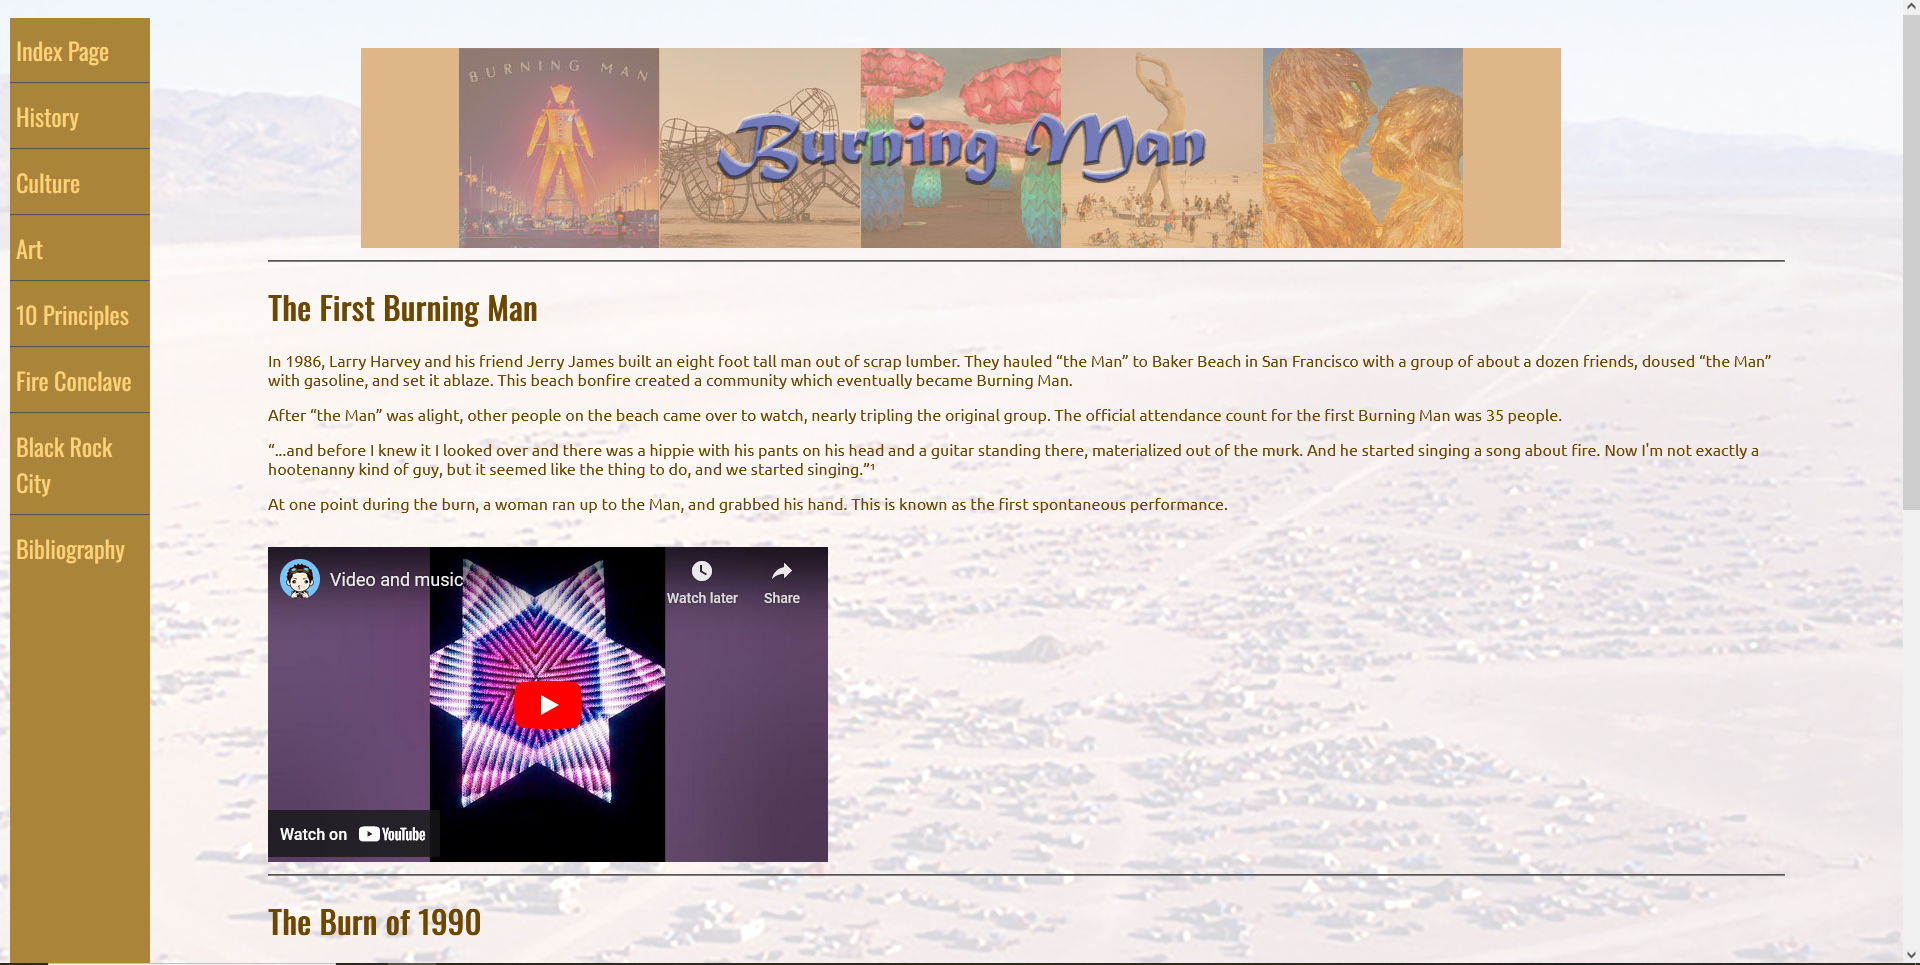 Index Page
History
Culture
Art
10 Principles
Fire Conclave
Black Rock
City
Bibliography
BURNING MAN
Burning Man
The First Burning Man
In 1986, Larry Harvey and his friend Jerry James built an eight foot tall man out of scrap lumber. They hauled “the Man” to Baker Beach in San Francisco with a group of about a dozen friends, doused “the Man”
with gasoline, and set it ablaze. This beach bonfire created a community which eventually became Burning Man.
After “the Man” was alight, other people on the beach came over to watch, nearly tripling the original group. The official attendance count for the first Burning Man was 35 people.
“...and before I knew it I looked over and there was a hippie with his pants on his head and a guitar standing there, materialized out of the murk. And he started singing a song about fire. Now I'm not exactly a
hootenanny kind of guy, but it seemed like the thing to do, and we started singing.”¹
At one point during the burn, a woman ran up to the Man, and grabbed his hand. This is known as the first spontaneous performance.
Video and music
Watch later
Share
Watch on YouTube
The Burn of 1990